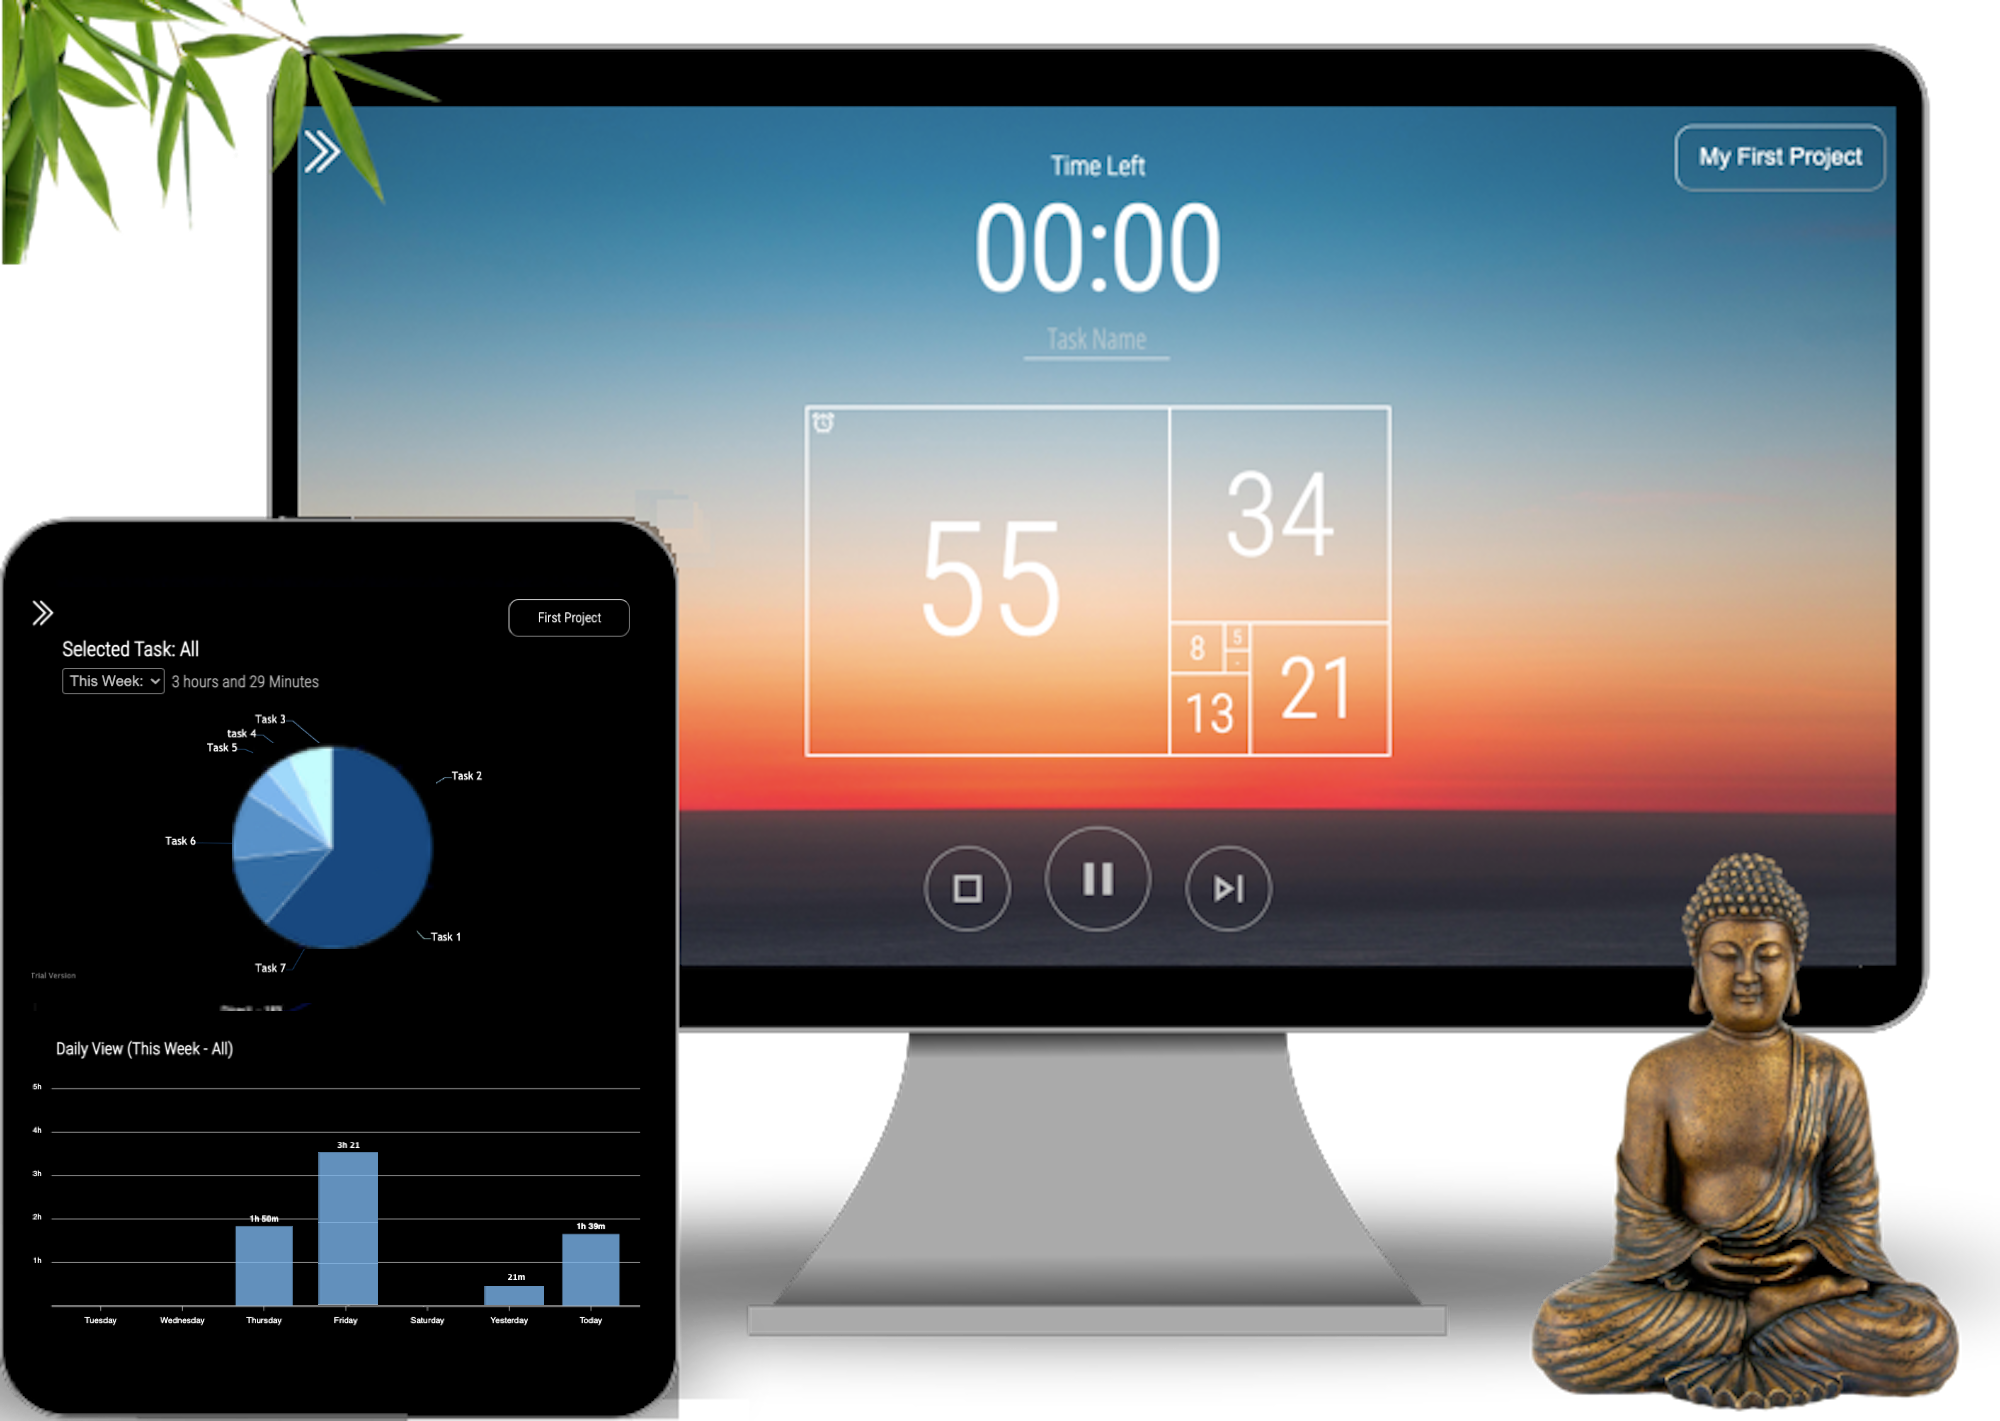 Time Left
My First Project
00:00
Task Name
55
34
8
5
-
13
21
First Project
Selected Task: All
This Week:
3 hours and 29 Minutes
Task 3
task 4
Task 5
Task 2
Task 6
Task 1
Task 7
Trial Version
Daily View (This Week - All)
5h
4h
3h 21
3h
2h
1h 50m
1h 39m
1h
21m
Tuesday
Wednesday
Thursday
Friday
Saturday
Yesterday
Today